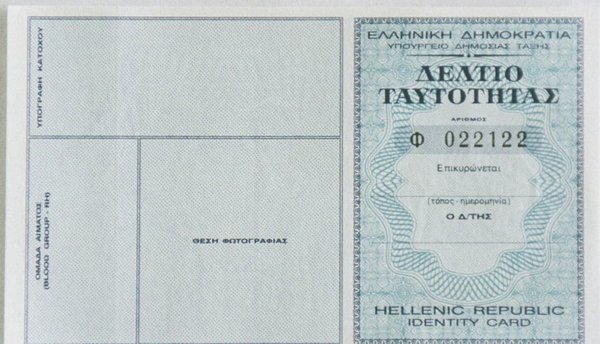 ΥΠΟΓΡΑΦΗ ΚΑΤΟΧΟΥ
ΟΜΑΔΑ ΑΙΜΑΤΟΣ
(BLOOD GROUP - RH)
ΘΕΣΗ ΦΩΤΟΓΡΑΦΙΑΣ
ΕΛΛΗΝΙΚΗ ΔΗΜΟΚΡΑΤΙΑ
ΥΠΟΥΡΓΕΙΟ ΔΗΜΟΣΙΑΣ ΤΑΞΗΣ
ΔΕΛΤΙΟ
ΤΑΥΤΟΤΗΤΑΣ
ΑΡΙΘΜΟΣ
Φ 022122
Επικυρώνεται
(τόπος - ημερομηνία)
Ο Δ/ΤΗΣ
HELLENIC REPUBLIC
IDENTITY CARD